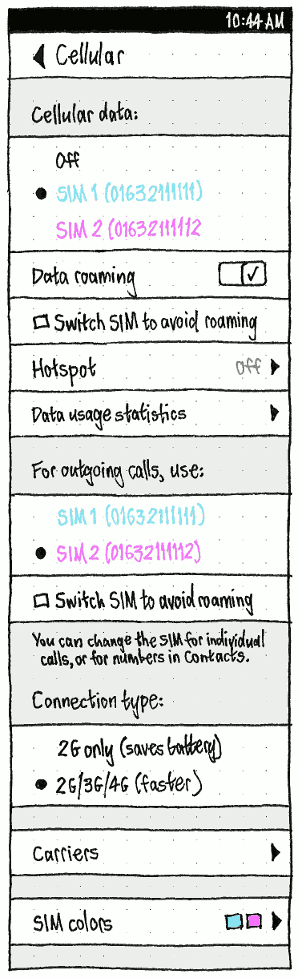 10:44 AM
Cellular
Cellular data:
Off
SIM 1 (01632111111)
SIM 2 (01632111112
Data roaming
Switch SIM to avoid roaming
Hotspot Off
Data usage statistics
For outgoing calls, use:
SIM 1 (01632111111)
SIM 2 (01632111112)
Switch SIM to avoid roaming
You can change the SIM for individual
calls, or for numbers in Contacts.
Connection type:
2G only (saves battery)
2G/3G/4G (faster)
Carriers
SIM colors